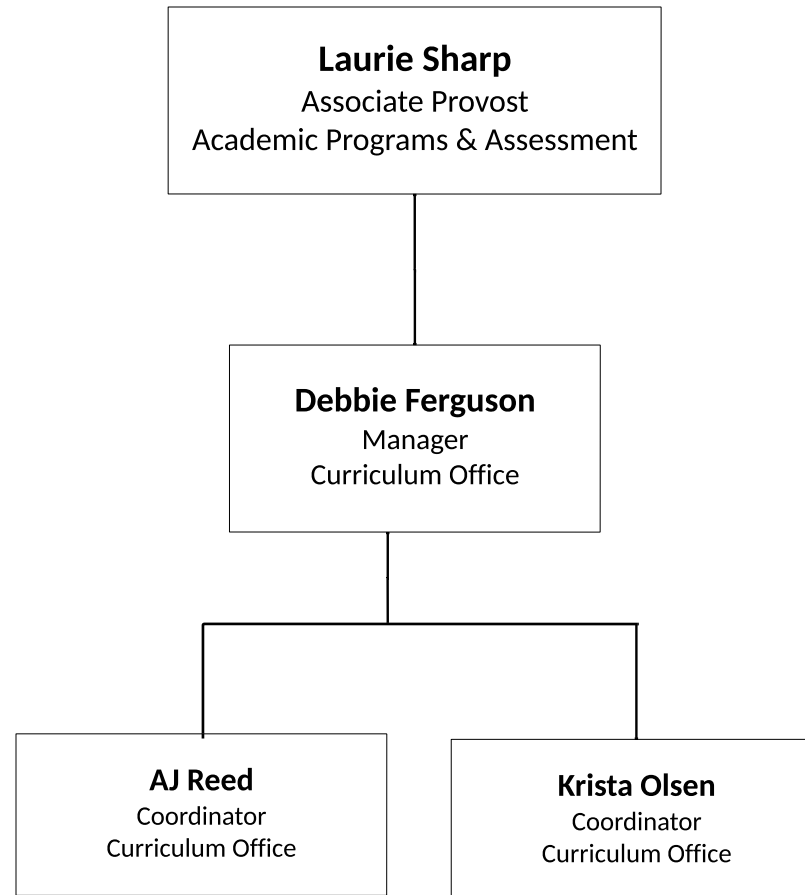 Laurie Sharp
Associate Provost
Academic Programs & Assessment
Debbie Ferguson
Manager
Curriculum Office
AJ Reed
Coordinator
Curriculum Office
Krista Olsen
Coordinator
Curriculum Office